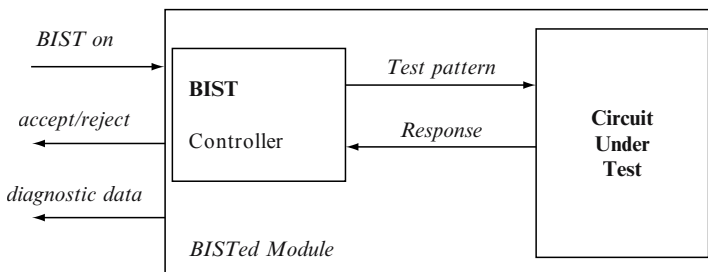 BIST on
accept/reject
diagnostic data
BIST
Controller
Test pattern
Response
Circuit
Under
Test
BISTed Module